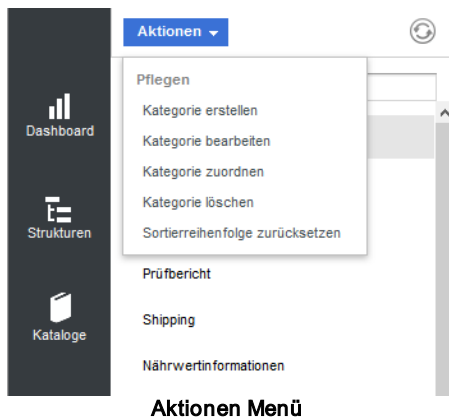 Aktionen
Pflegen
Kategorie erstellen
Kategorie bearbeiten
Kategorie zuordnen
Kategorie löschen
Sortierreihenfolge zurücksetzen
Dashboard
Strukturen
Kataloge
Prüfbericht
Shipping
Nährwertinformationen
Aktionen Menü